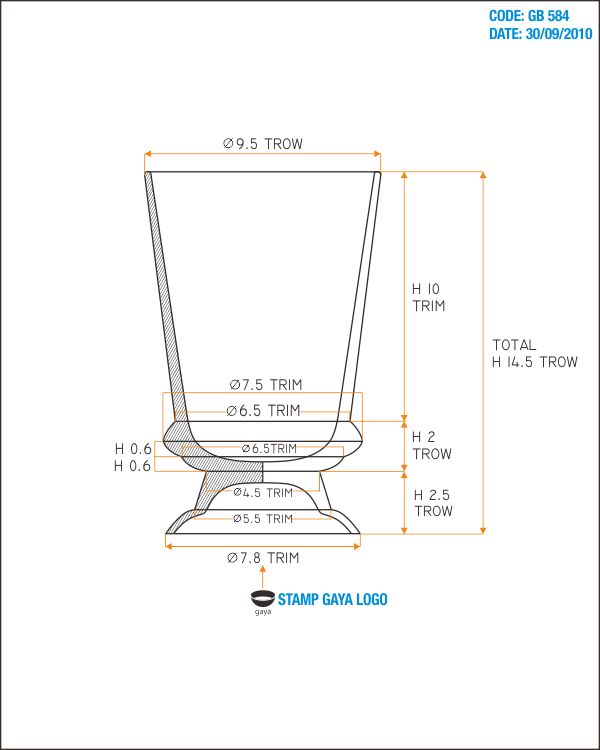 CODE: GB 584
DATE: 30/09/2010
Ø9.5 TROW
H 10
TRIM
TOTAL
H 14.5 TROW
Ø7.5 TRIM
Ø6.5 TRIM
H 2
TROW
H 0.6
Ø6.5TRIM
H 0.6
Ø4.5 TRIM
H 2.5
TROW
Ø5.5 TRIM
Ø7.8 TRIM
STAMP GAYA LOGO
gaya